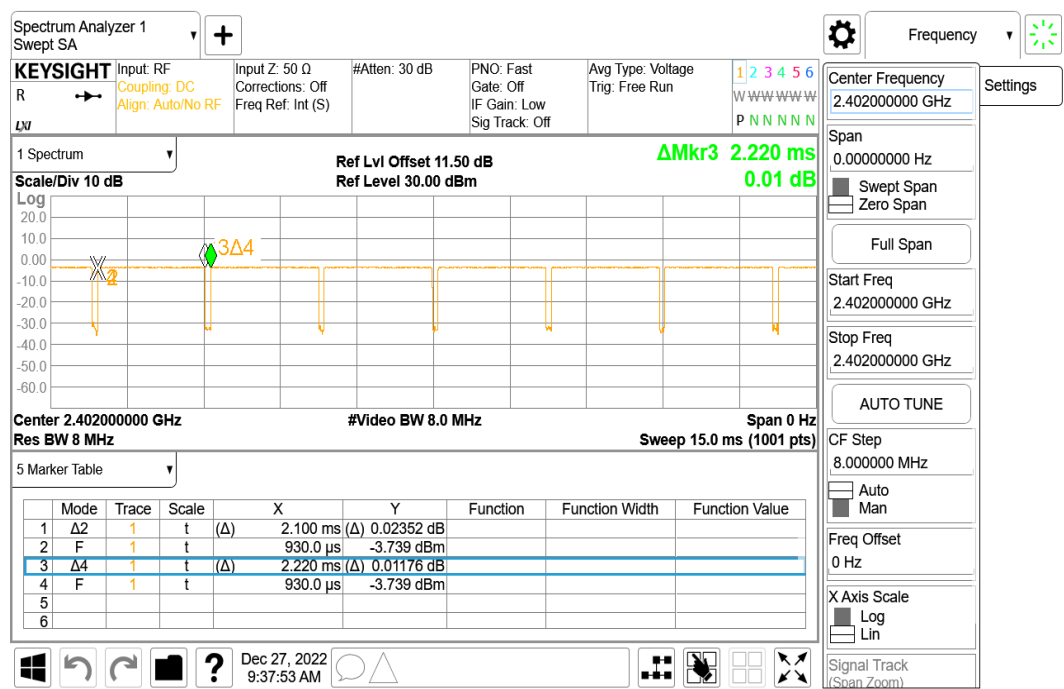 Spectrum Analyzer 1
Swept SA
Frequency
KEYSIGHT
R
LXI
Input: RF
Coupling: DC
Align: Auto/No RF
Input Z: 50 Ω
Corrections: Off
Freq Ref: Int (S)
#Atten: 30 dB
PNO: Fast
Gate: Off
IF Gain: Low
Sig Track: Off
Avg Type: Voltage
Trig: Free Run
1 2 3 4 5 6
W W W W W W
P N N N N N
1 Spectrum
Ref Lvl Offset 11.50 dB
ΔMkr3 2.220 ms
Scale/Div 10 dB
Ref Level 30.00 dBm
0.01 dB
Log
20.0
10.0
0.00
-10.0
-20.0
-30.0
-40.0
-50.0
-60.0
3Δ4
Center 2.402000000 GHz
#Video BW 8.0 MHz
Span 0 Hz
Res BW 8 MHz
Sweep 15.0 ms (1001 pts)
5 Marker Table
Mode Trace Scale X Y Function Function Width Function Value
1 Δ2 1 t (Δ) 2.100 ms (Δ) 0.02352 dB
2 F 1 t 930.0 µs -3.739 dBm
3 Δ4 1 t (Δ) 2.220 ms (Δ) 0.01176 dB
4 F 1 t 930.0 µs -3.739 dBm
5
6
?
Dec 27, 2022
9:37:53 AM
Center Frequency
2.402000000 GHz
Settings
Span
0.00000000 Hz
Swept Span
Zero Span
Full Span
Start Freq
2.402000000 GHz
Stop Freq
2.402000000 GHz
AUTO TUNE
CF Step
8.000000 MHz
Auto
Man
Freq Offset
0 Hz
X Axis Scale
Log
Lin
Signal Track
(Span Zoom)